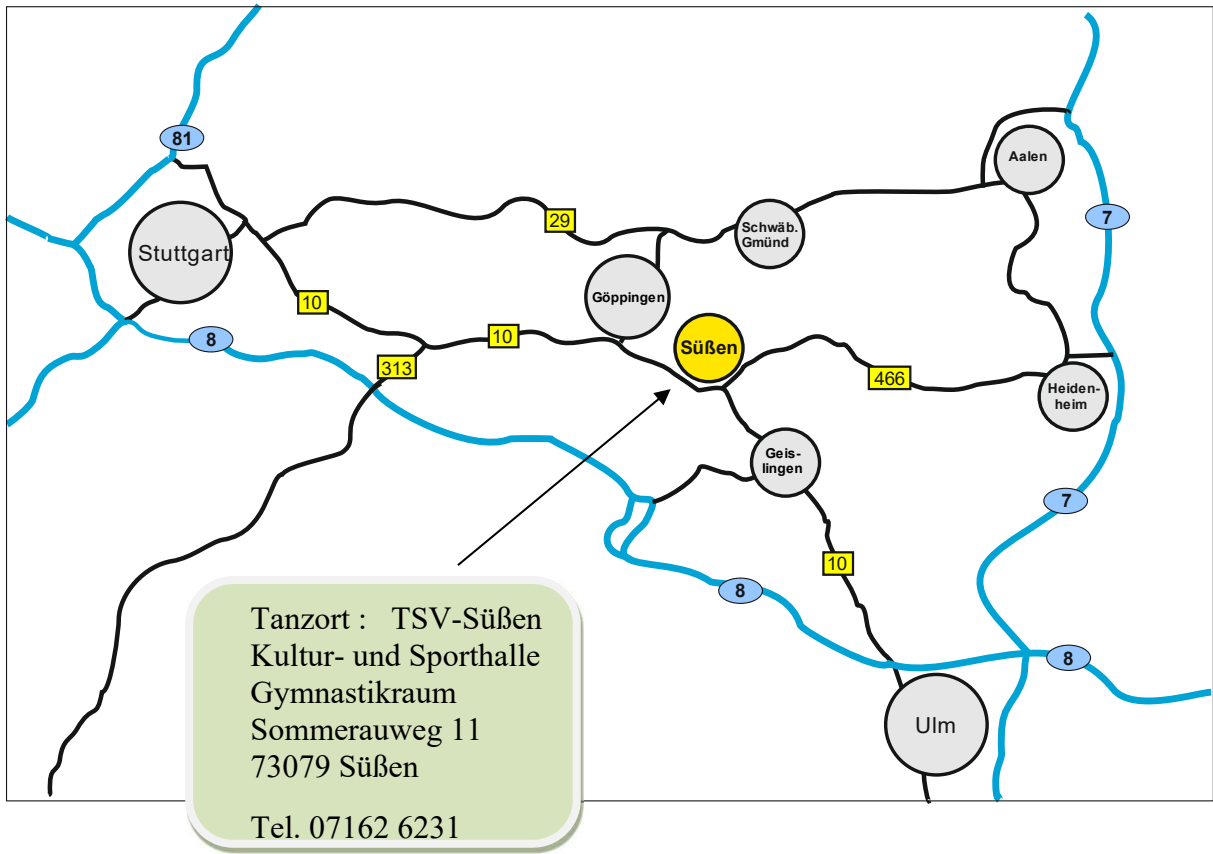 81
Aalen
7
29
Schwäb.
Gmünd
Stuttgart
Göppingen
10
10
8
313
Süßen
466
Heiden-
heim
Geis-
lingen
7
10
8
8
Ulm
Tanzort : TSV-Süßen
Kultur- und Sporthalle
Gymnastikraum
Sommerauweg 11
73079 Süßen
Tel. 07162 6231